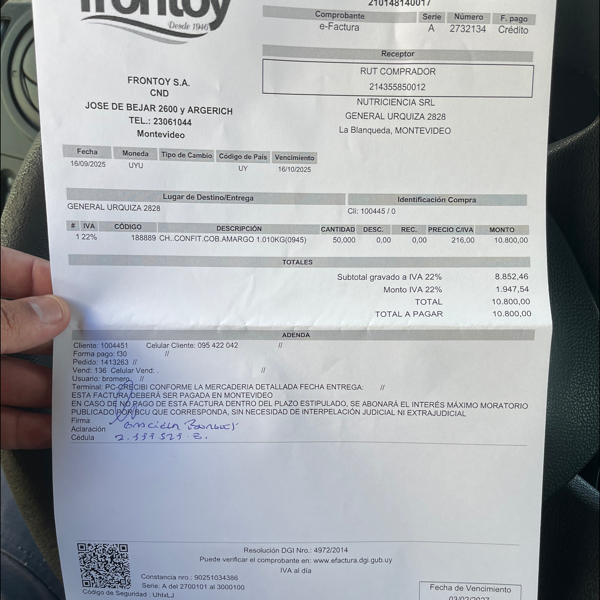 frontoy
Desde 1946
210148140017
Comprobante Serie Número F. pago
e-Factura A 2732134 Crédito
Receptor
RUT COMPRADOR
214355850012
NUTRICIENCIA SRL
GENERAL URQUIZA 2828
La Blanqueda, MONTEVIDEO
FRONTOY S.A.
CND
JOSE DE BEJAR 2600 y ARGERICH
TEL.: 23061044
Montevideo
Fecha Moneda Tipo de Cambio Código de País Vencimiento
16/09/2025 UYU UY 16/10/2025
Lugar de Destino/Entrega Identificación Compra
GENERAL URQUIZA 2828 Cli: 100445 / 0
# IVA CÓDIGO DESCRIPCIÓN CANTIDAD DESC. REC. PRECIO C/IVA MONTO
1 22% 188889 CH..CONFIT.COB.AMARGO 1.010KG(0945) 50,000 0,00 0,00 216,00 10.800,00
TOTALES
Subtotal gravado a IVA 22% 8.852,46
Monto IVA 22% 1.947,54
TOTAL 10.800,00
TOTAL A PAGAR 10.800,00
ADENDA
Cliente: 1004451 Celular Cliente: 095 422 042 //
Forma pago: f30 //
Pedido: 1413263 //
Vend: 136 Celular Vend: . //
Usuario: bromero //
Terminal: PC-2RECIBI CONFORME LA MERCADERIA DETALLADA FECHA ENTREGA: //
ESTA FACTURA DEBERÁ SER PAGADA EN MONTEVIDEO
EN CASO DE NO PAGO DE ESTA FACTURA DENTRO DEL PLAZO ESTIPULADO, SE ABONARÁ EL INTERÉS MÁXIMO MORATORIO
PUBLICADO POR BCU QUE CORRESPONDA, SIN NECESIDAD DE INTERPELACIÓN JUDICIAL NI EXTRAJUDICIAL
Firma
Aclaración
Cédula
Resolución DGI Nro.: 4972/2014
Puede verificar el comprobante en: www.efactura.dgi.gub.uy
IVA al día
Constancia nro.: 90251034386
Serie: A del 2700101 al 3000100
Código de Seguridad : UhlxLJ
Fecha de Vencimiento